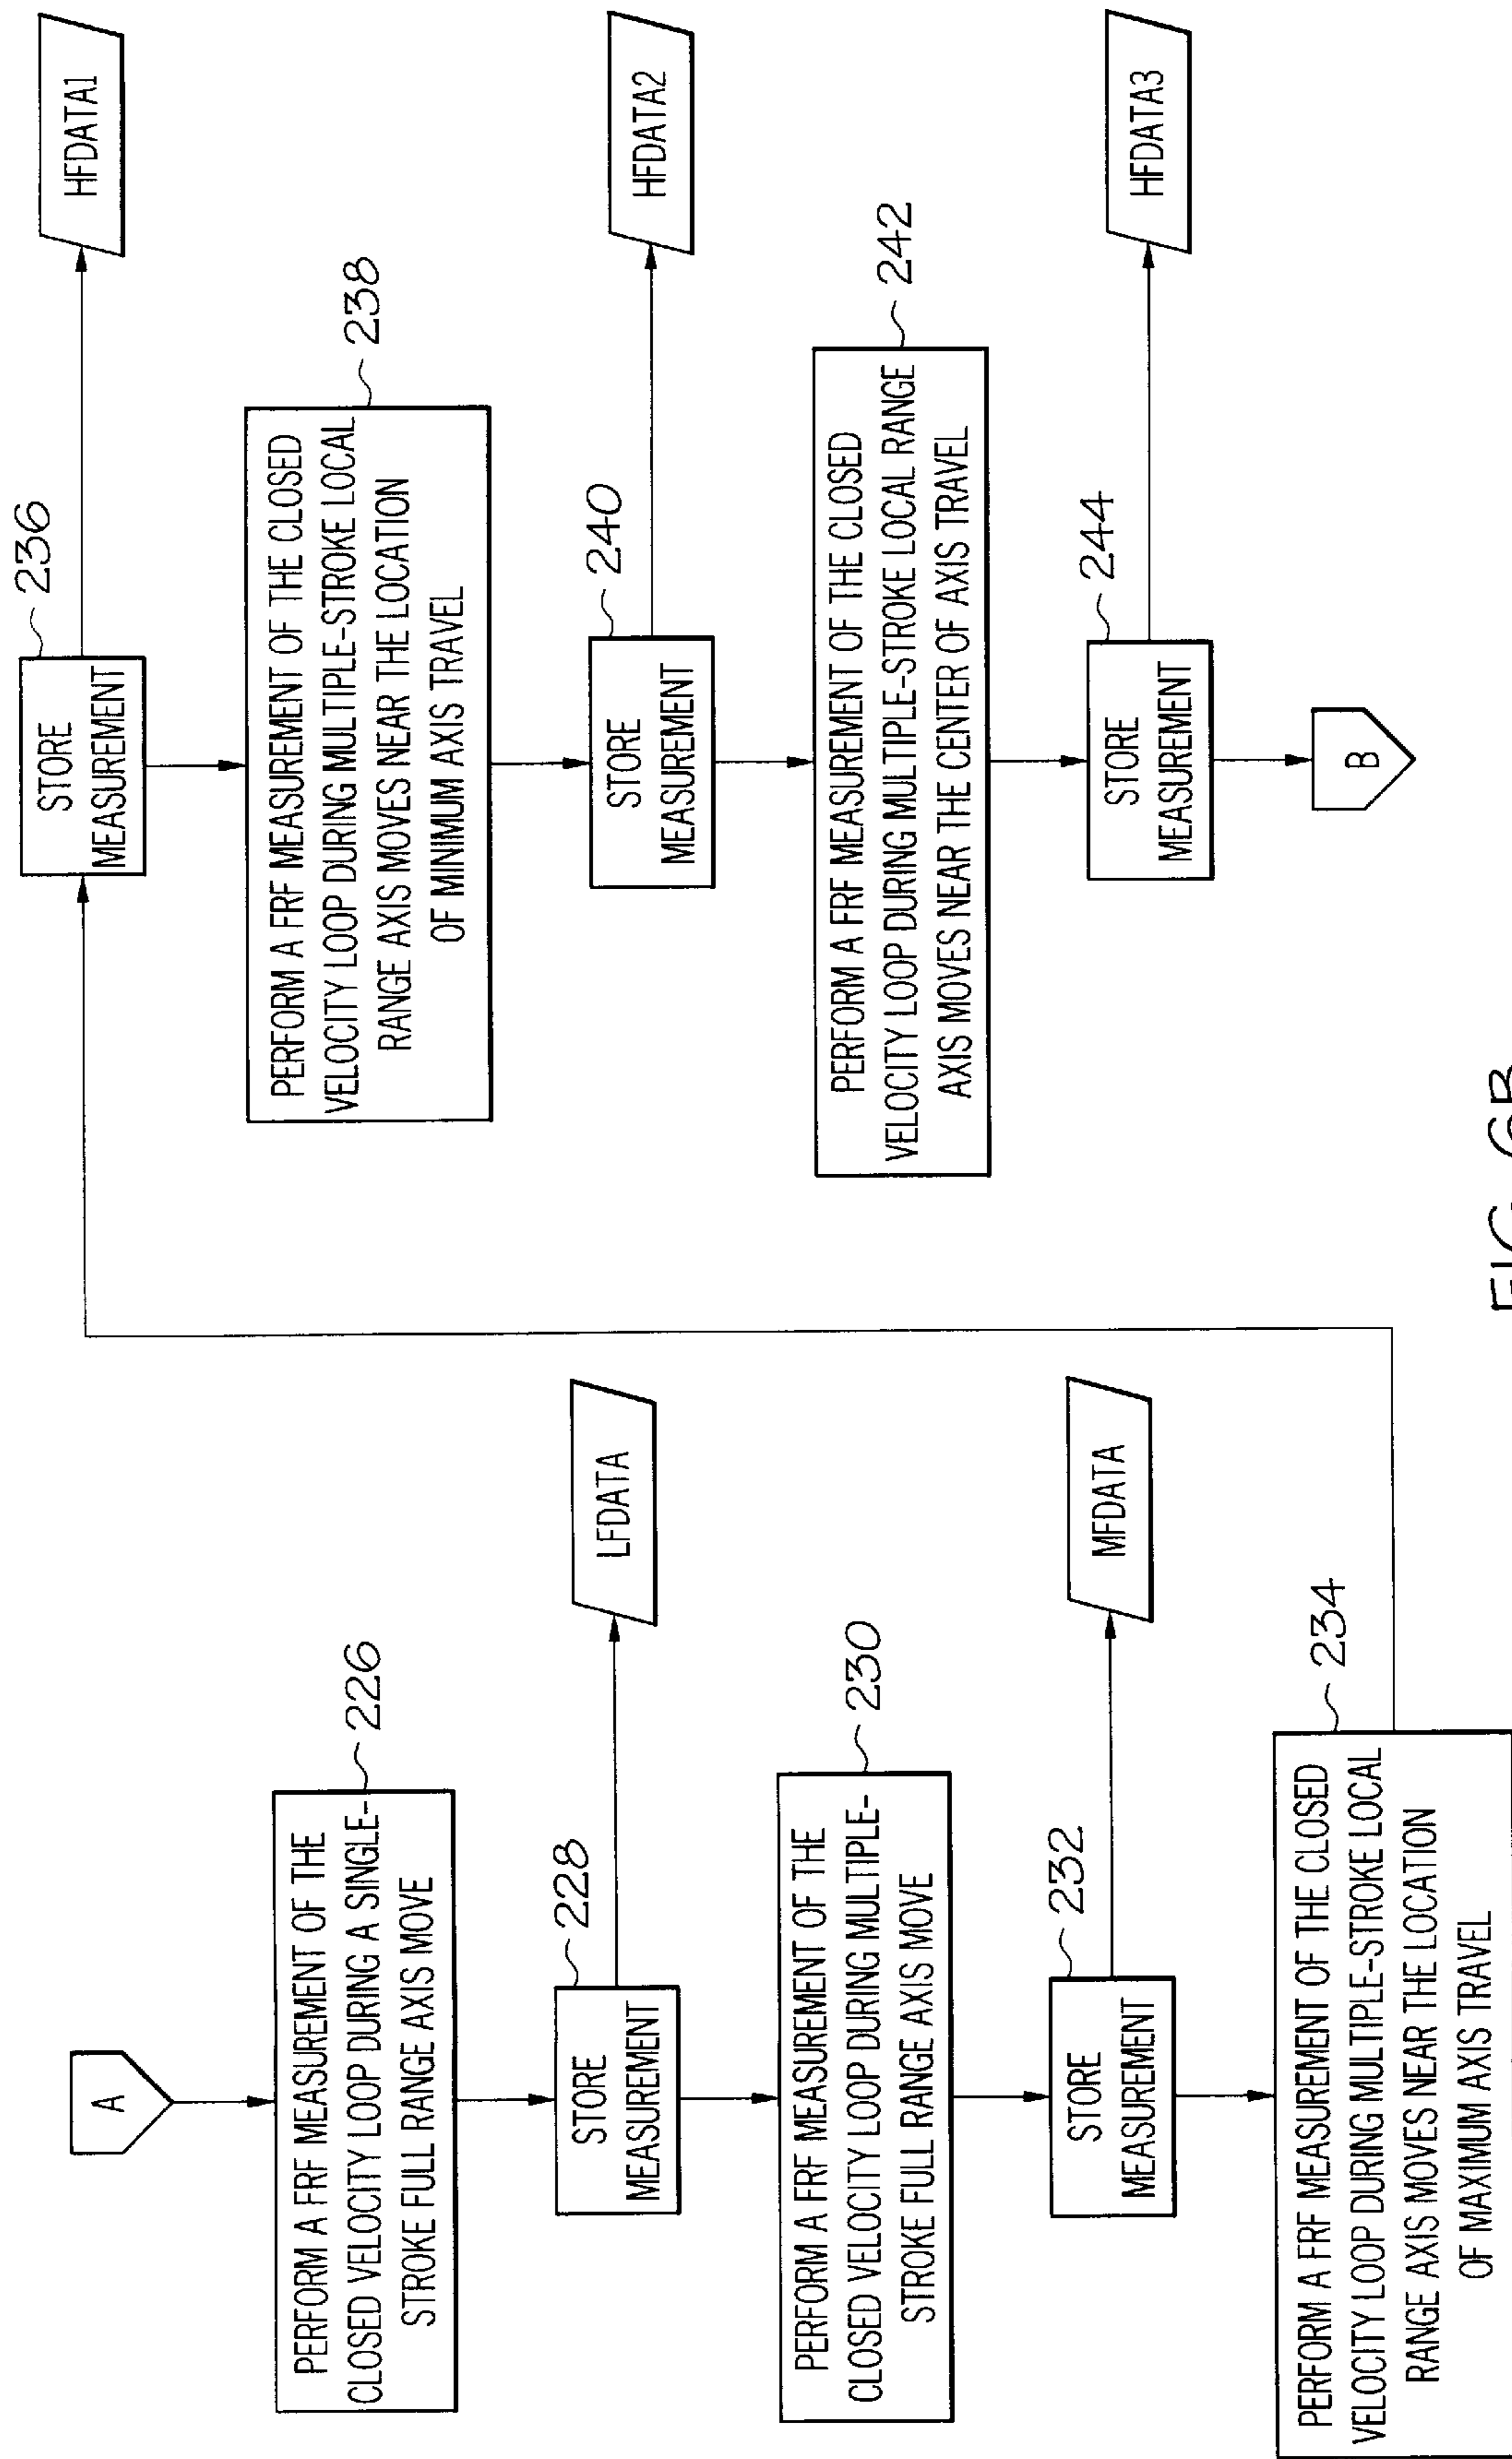 A
PERFORM A FRF MEASUREMENT OF THE
CLOSED VELOCITY LOOP DURING A SINGLE-
STROKE FULL RANGE AXIS MOVE
226
STORE
MEASUREMENT
228
LFDATA
PERFORM A FRF MEASUREMENT OF THE
CLOSED VELOCITY LOOP DURING MULTIPLE-
STROKE FULL RANGE AXIS MOVE
230
STORE
MEASUREMENT
232
MFDATA
PERFORM A FRF MEASUREMENT OF THE CLOSED
VELOCITY LOOP DURING MULTIPLE-STROKE LOCAL
RANGE AXIS MOVES NEAR THE LOCATION
OF MAXIMUM AXIS TRAVEL
234
STORE
MEASUREMENT
236
HFDATA1
PERFORM A FRF MEASUREMENT OF THE CLOSED
VELOCITY LOOP DURING MULTIPLE-STROKE LOCAL
RANGE AXIS MOVES NEAR THE LOCATION
OF MINIMUM AXIS TRAVEL
238
STORE
MEASUREMENT
240
HFDATA2
PERFORM A FRF MEASUREMENT OF THE CLOSED
VELOCITY LOOP DURING MULTIPLE-STROKE LOCAL RANGE
AXIS MOVES NEAR THE CENTER OF AXIS TRAVEL
242
STORE
MEASUREMENT
244
HFDATA3
B
FIG. 6B